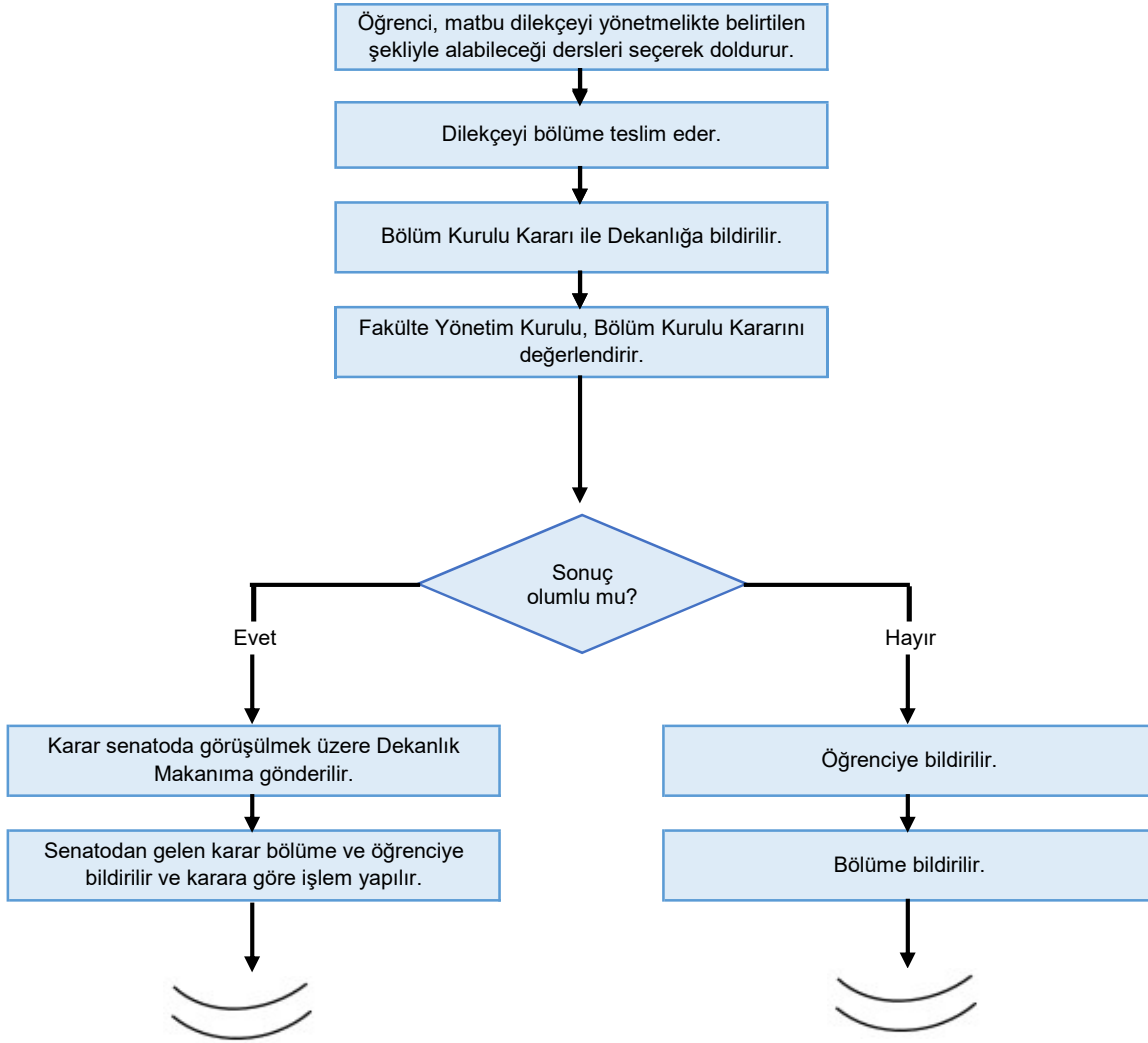 Öğrenci, matbu dilekçeyi yönetmelikte belirtilen
şekliyle alabileceği dersleri seçerek doldurur.
Dilekçeyi bölüme teslim eder.
Bölüm Kurulu Kararı ile Dekanlığa bildirilir.
Fakülte Yönetim Kurulu, Bölüm Kurulu Kararını
değerlendirir.
Sonuç
olumlu mu?
Evet
Hayır
Karar senatoda görüşülmek üzere Dekanlık
Makanıma gönderilir.
Öğrenciye bildirilir.
Senatodan gelen karar bölüme ve öğrenciye
bildirilir ve karara göre işlem yapılır.
Bölüme bildirilir.